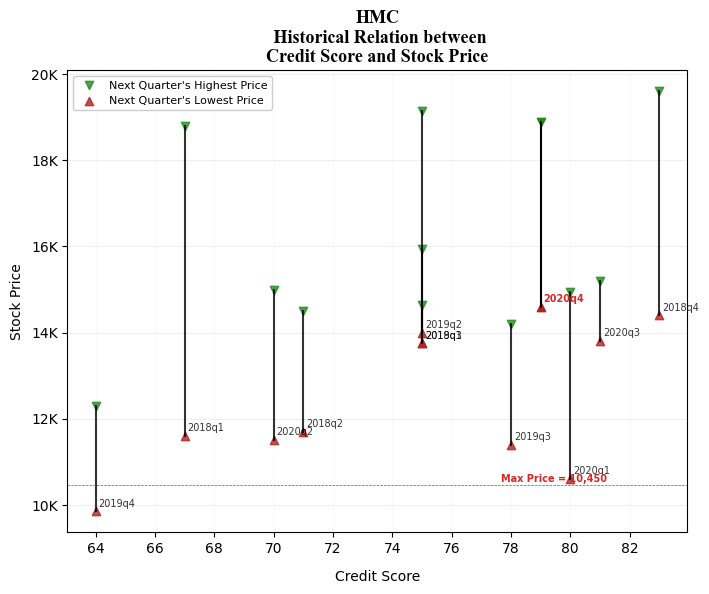 HMC
Historical Relation between
Credit Score and Stock Price
Next Quarter's Highest Price
Next Quarter's Lowest Price
Stock Price
20K
18K
16K
14K
12K
10K
2020q4
2018q4
2019q2
2020q3
2018q1
2020q2
2018q2
2019q3
2020q1
Max Price = 10,450
2019q4
64 66 68 70 72 74 76 78 80 82
Credit Score